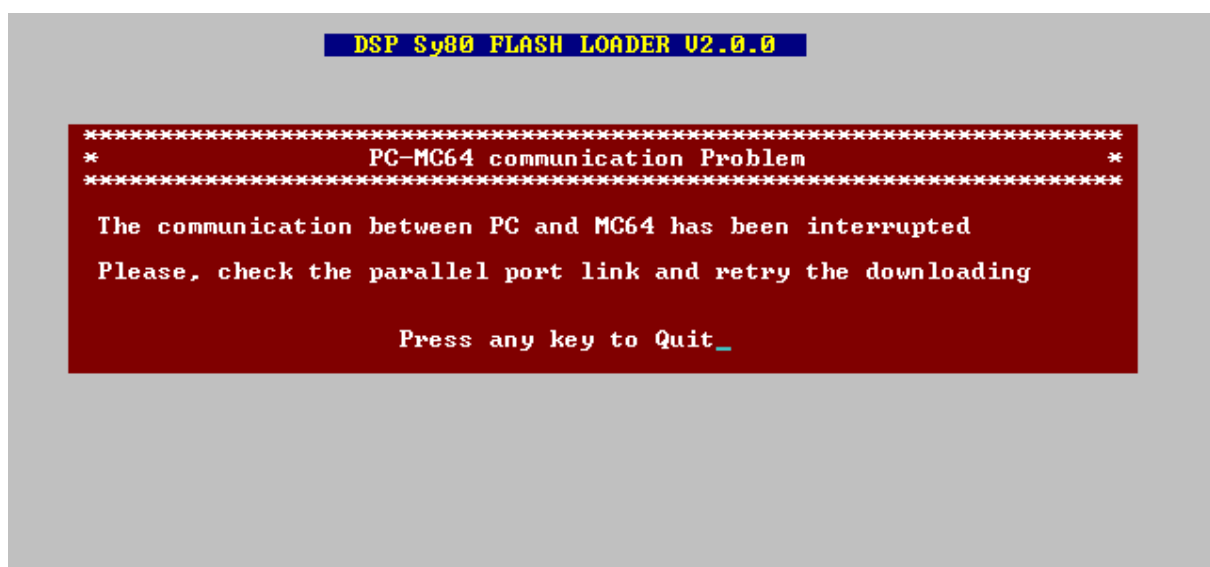 DSP Sy80 FLASH LOADER V2.0.0
*********************************************************************
* PC-MC64 communication Problem *
*********************************************************************
The communication between PC and MC64 has been interrupted
Please, check the parallel port link and retry the downloading
Press any key to Quit_